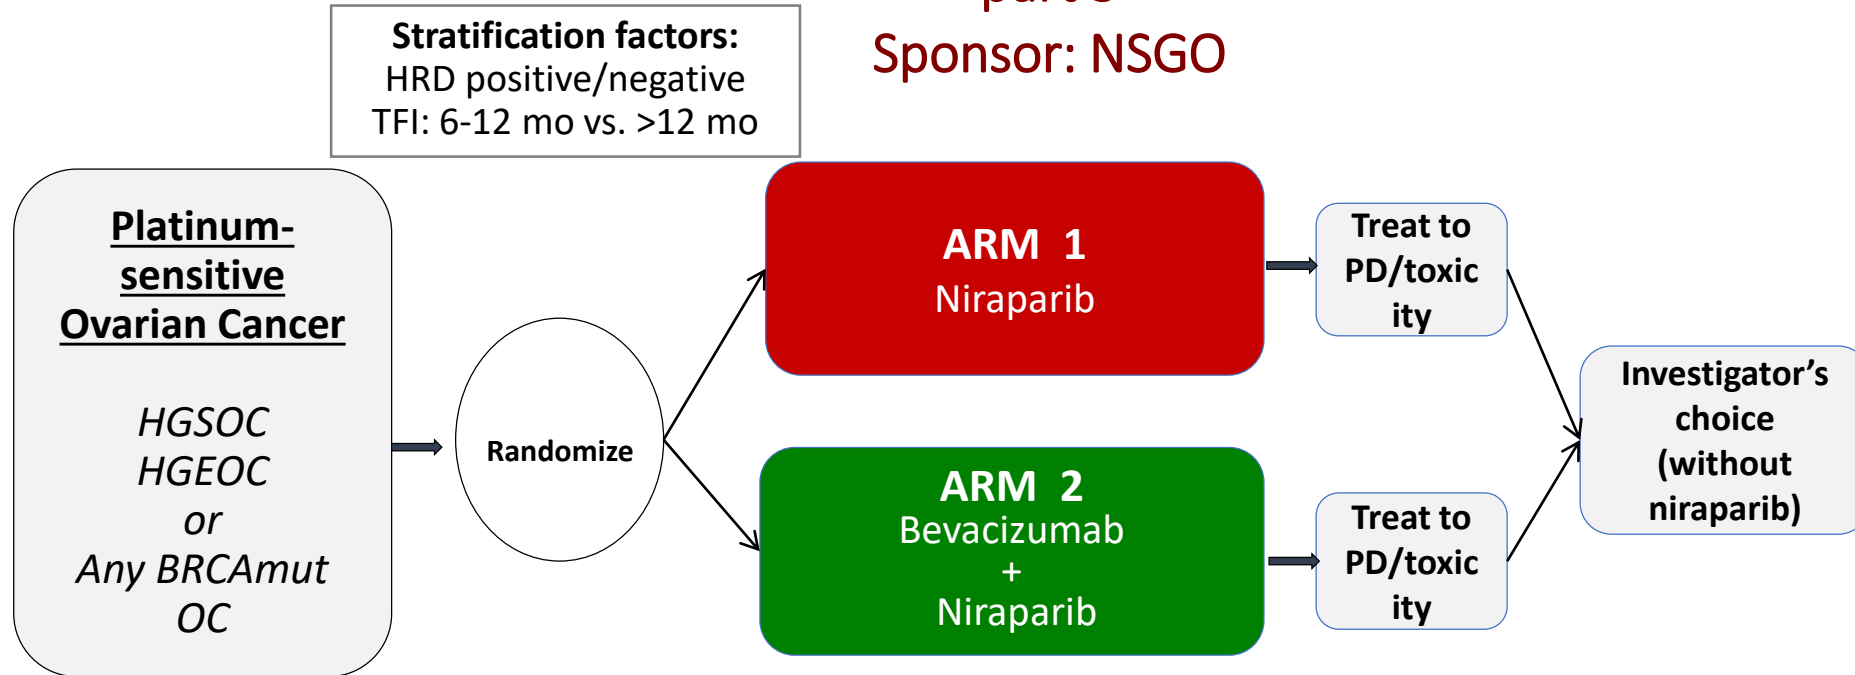 Sponsor: NSGO
Stratification factors:
HRD positive/negative
TFI: 6-12 mo vs. >12 mo
Platinum-
sensitive
Ovarian Cancer
HGSOC
HGEOC
or
Any BRCAmut
OC
Randomize
ARM 1
Niraparib
ARM 2
Bevacizumab
+
Niraparib
Treat to
PD/toxic
ity
Treat to
PD/toxic
ity
Investigator’s
choice
(without
niraparib)